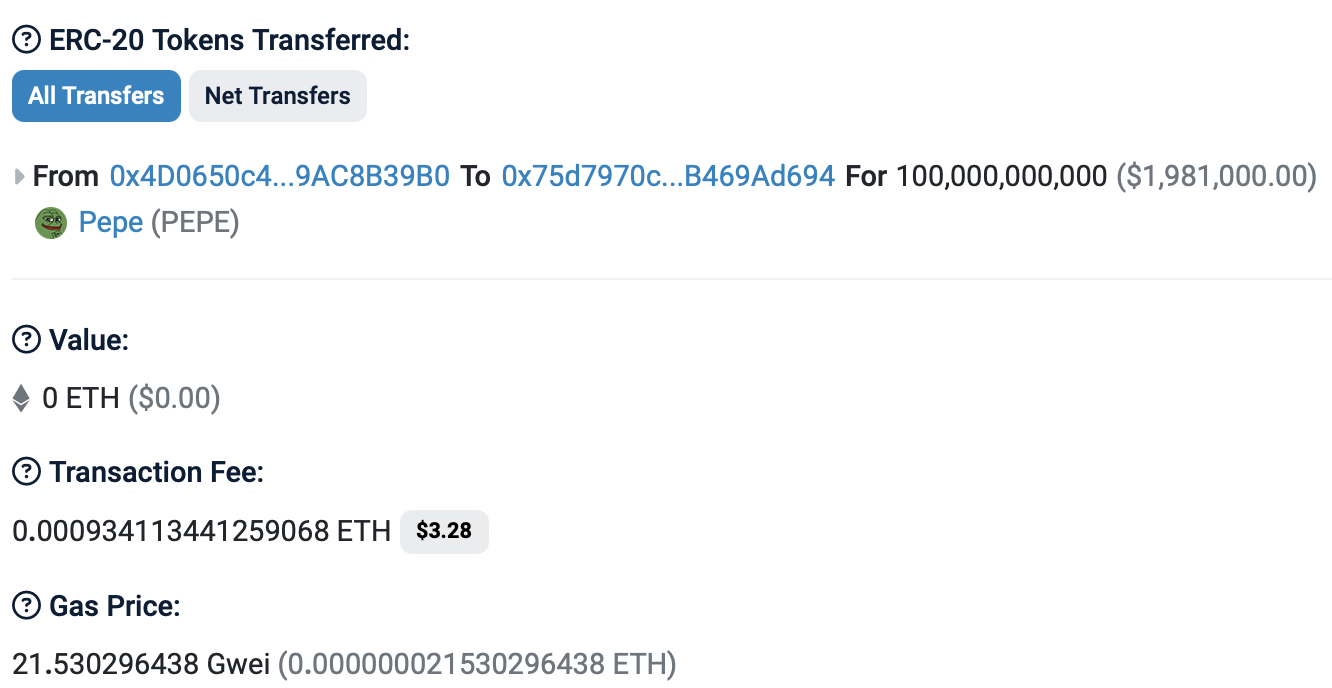 ERC-20 Tokens Transferred:
All Transfers Net Transfers
From 0x4D0650c4...9AC8B39B0 To 0x75d7970c...B469Ad694 For 100,000,000,000 ($1,981,000.00)
Pepe (PEPE)
Value:
0 ETH ($0.00)
Transaction Fee:
0.000934113441259068 ETH $3.28
Gas Price:
21.530296438 Gwei (0.000000021530296438 ETH)